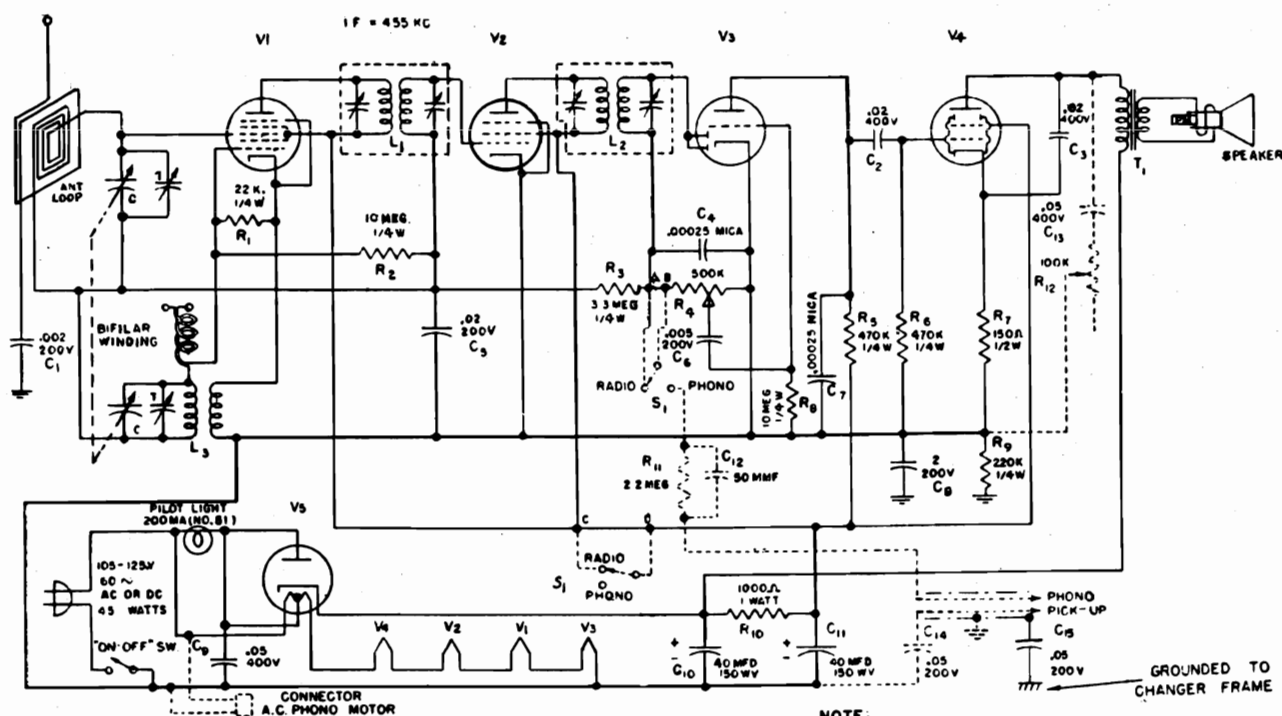 I F = 455 KC
V1
V2
V3
V4
ANT
LOOP
C
T
22 K.
1/4 W
R1
10 MEG.
1/4 W
R2
L1
L2
C4
.00025 MICA
R3
3.3 MEG
1/4 W
A
B
500K
R4
.005
200V
C6
.02
400V
C2
.002
200V
C1
BIFILAR
WINDING
C
T
L3
.02
200V
C5
RADIO
PHONO
S1
10 MEG
1/4 W
R8
.00025 MICA
C7
R5
470K
1/4W
R6
470K
1/4W
R7
150Ω
1/2W
400V
C3
.05
400V
C13
100K
R12
T1
SPEAKER
R11
2.2 MEG
C12
50 MMF
2
200V
R9
220K
1/4W
PILOT LIGHT
200MA (NO. 81)
V5
105-125V
60 ~
AC OR DC
45 WATTS
"ON-OFF" SW.
C9
.05
400V
CONNECTOR
A.C. PHONO MOTOR
V4
V2
V1
V3
C
RADIO
PHONO
S1
1000Ω
1 WATT
R10
+
-
C10
40 MFD
150 WV
+
-
C11
40 MFD
150 WV
C14
.05
200V
PHONO
PICK-UP
C15
.05
200V
GROUNDED TO
CHANGER FRAME
NOTE: